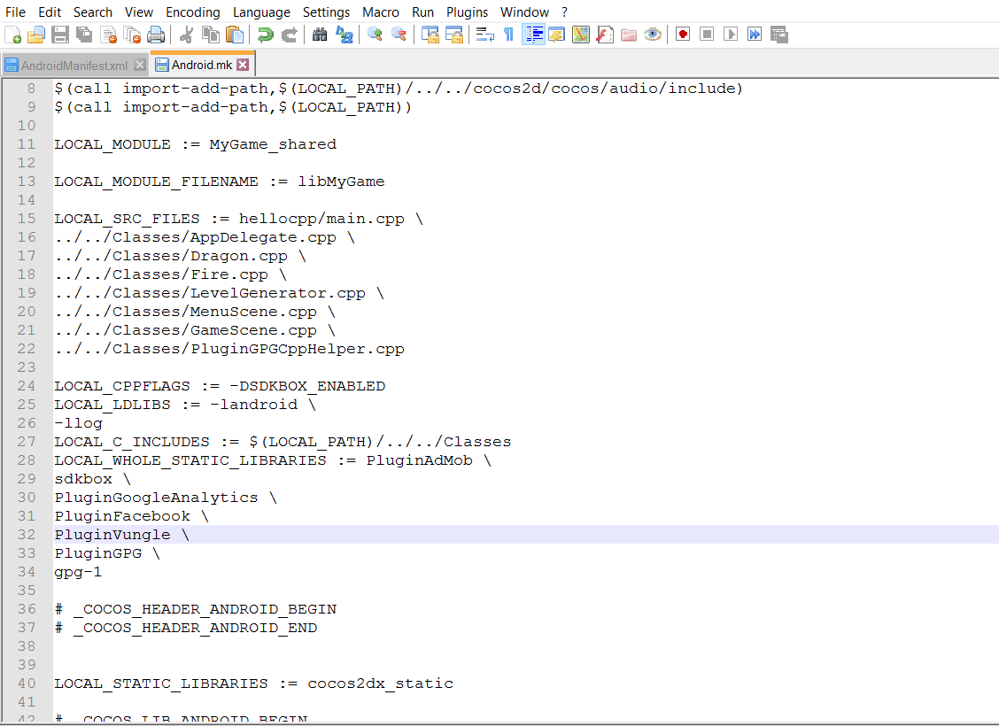 File Edit Search View Encoding Language Settings Macro Run Plugins Window ?
AndroidManifest.xml Android.mk
8 $(call import-add-path,$(LOCAL_PATH)/../../cocos2d/cocos/audio/include)
9 $(call import-add-path,$(LOCAL_PATH))
10
11 LOCAL_MODULE := MyGame_shared
12
13 LOCAL_MODULE_FILENAME := libMyGame
14
15 LOCAL_SRC_FILES := hellocpp/main.cpp \
16 ../../Classes/AppDelegate.cpp \
17 ../../Classes/Dragon.cpp \
18 ../../Classes/Fire.cpp \
19 ../../Classes/LevelGenerator.cpp \
20 ../../Classes/MenuScene.cpp \
21 ../../Classes/GameScene.cpp \
22 ../../Classes/PluginGPGCppHelper.cpp
23
24 LOCAL_CPPFLAGS := -DSDKBOX_ENABLED
25 LOCAL_LDLIBS := -landroid \
26 -llog
27 LOCAL_C_INCLUDES := $(LOCAL_PATH)/../../Classes
28 LOCAL_WHOLE_STATIC_LIBRARIES := PluginAdMob \
29 sdkbox \
30 PluginGoogleAnalytics \
31 PluginFacebook \
32 PluginVungle \
33 PluginGPG \
34 gpg-1
35
36 # _COCOS_HEADER_ANDROID_BEGIN
37 # _COCOS_HEADER_ANDROID_END
38
39
40 LOCAL_STATIC_LIBRARIES := cocos2dx_static
41
42 # _COCOS_LIB_ANDROID_BEGIN